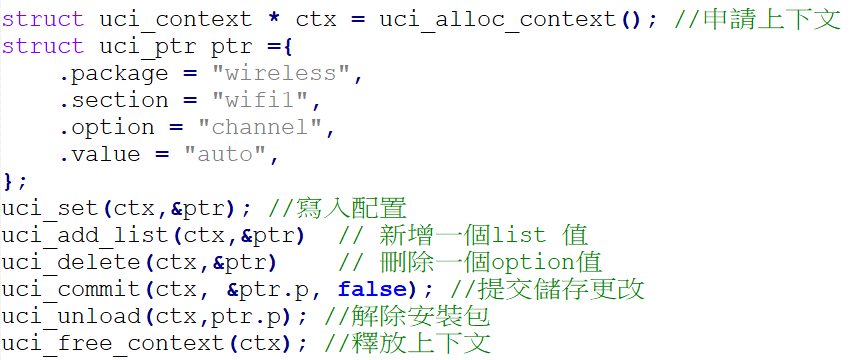 struct uci_context * ctx = uci_alloc_context(); //申請上下文
struct uci_ptr ptr ={
    .package = "wireless",
    .section = "wifi1",
    .option = "channel",
    .value = "auto",
};
uci_set(ctx,&ptr); //寫入配置
uci_add_list(ctx,&ptr)  // 新增一個list 值
uci_delete(ctx,&ptr)    // 刪除一個option值
uci_commit(ctx, &ptr.p, false); //提交儲存更改
uci_unload(ctx,ptr.p); //解除安裝包
uci_free_context(ctx); //釋放上下文